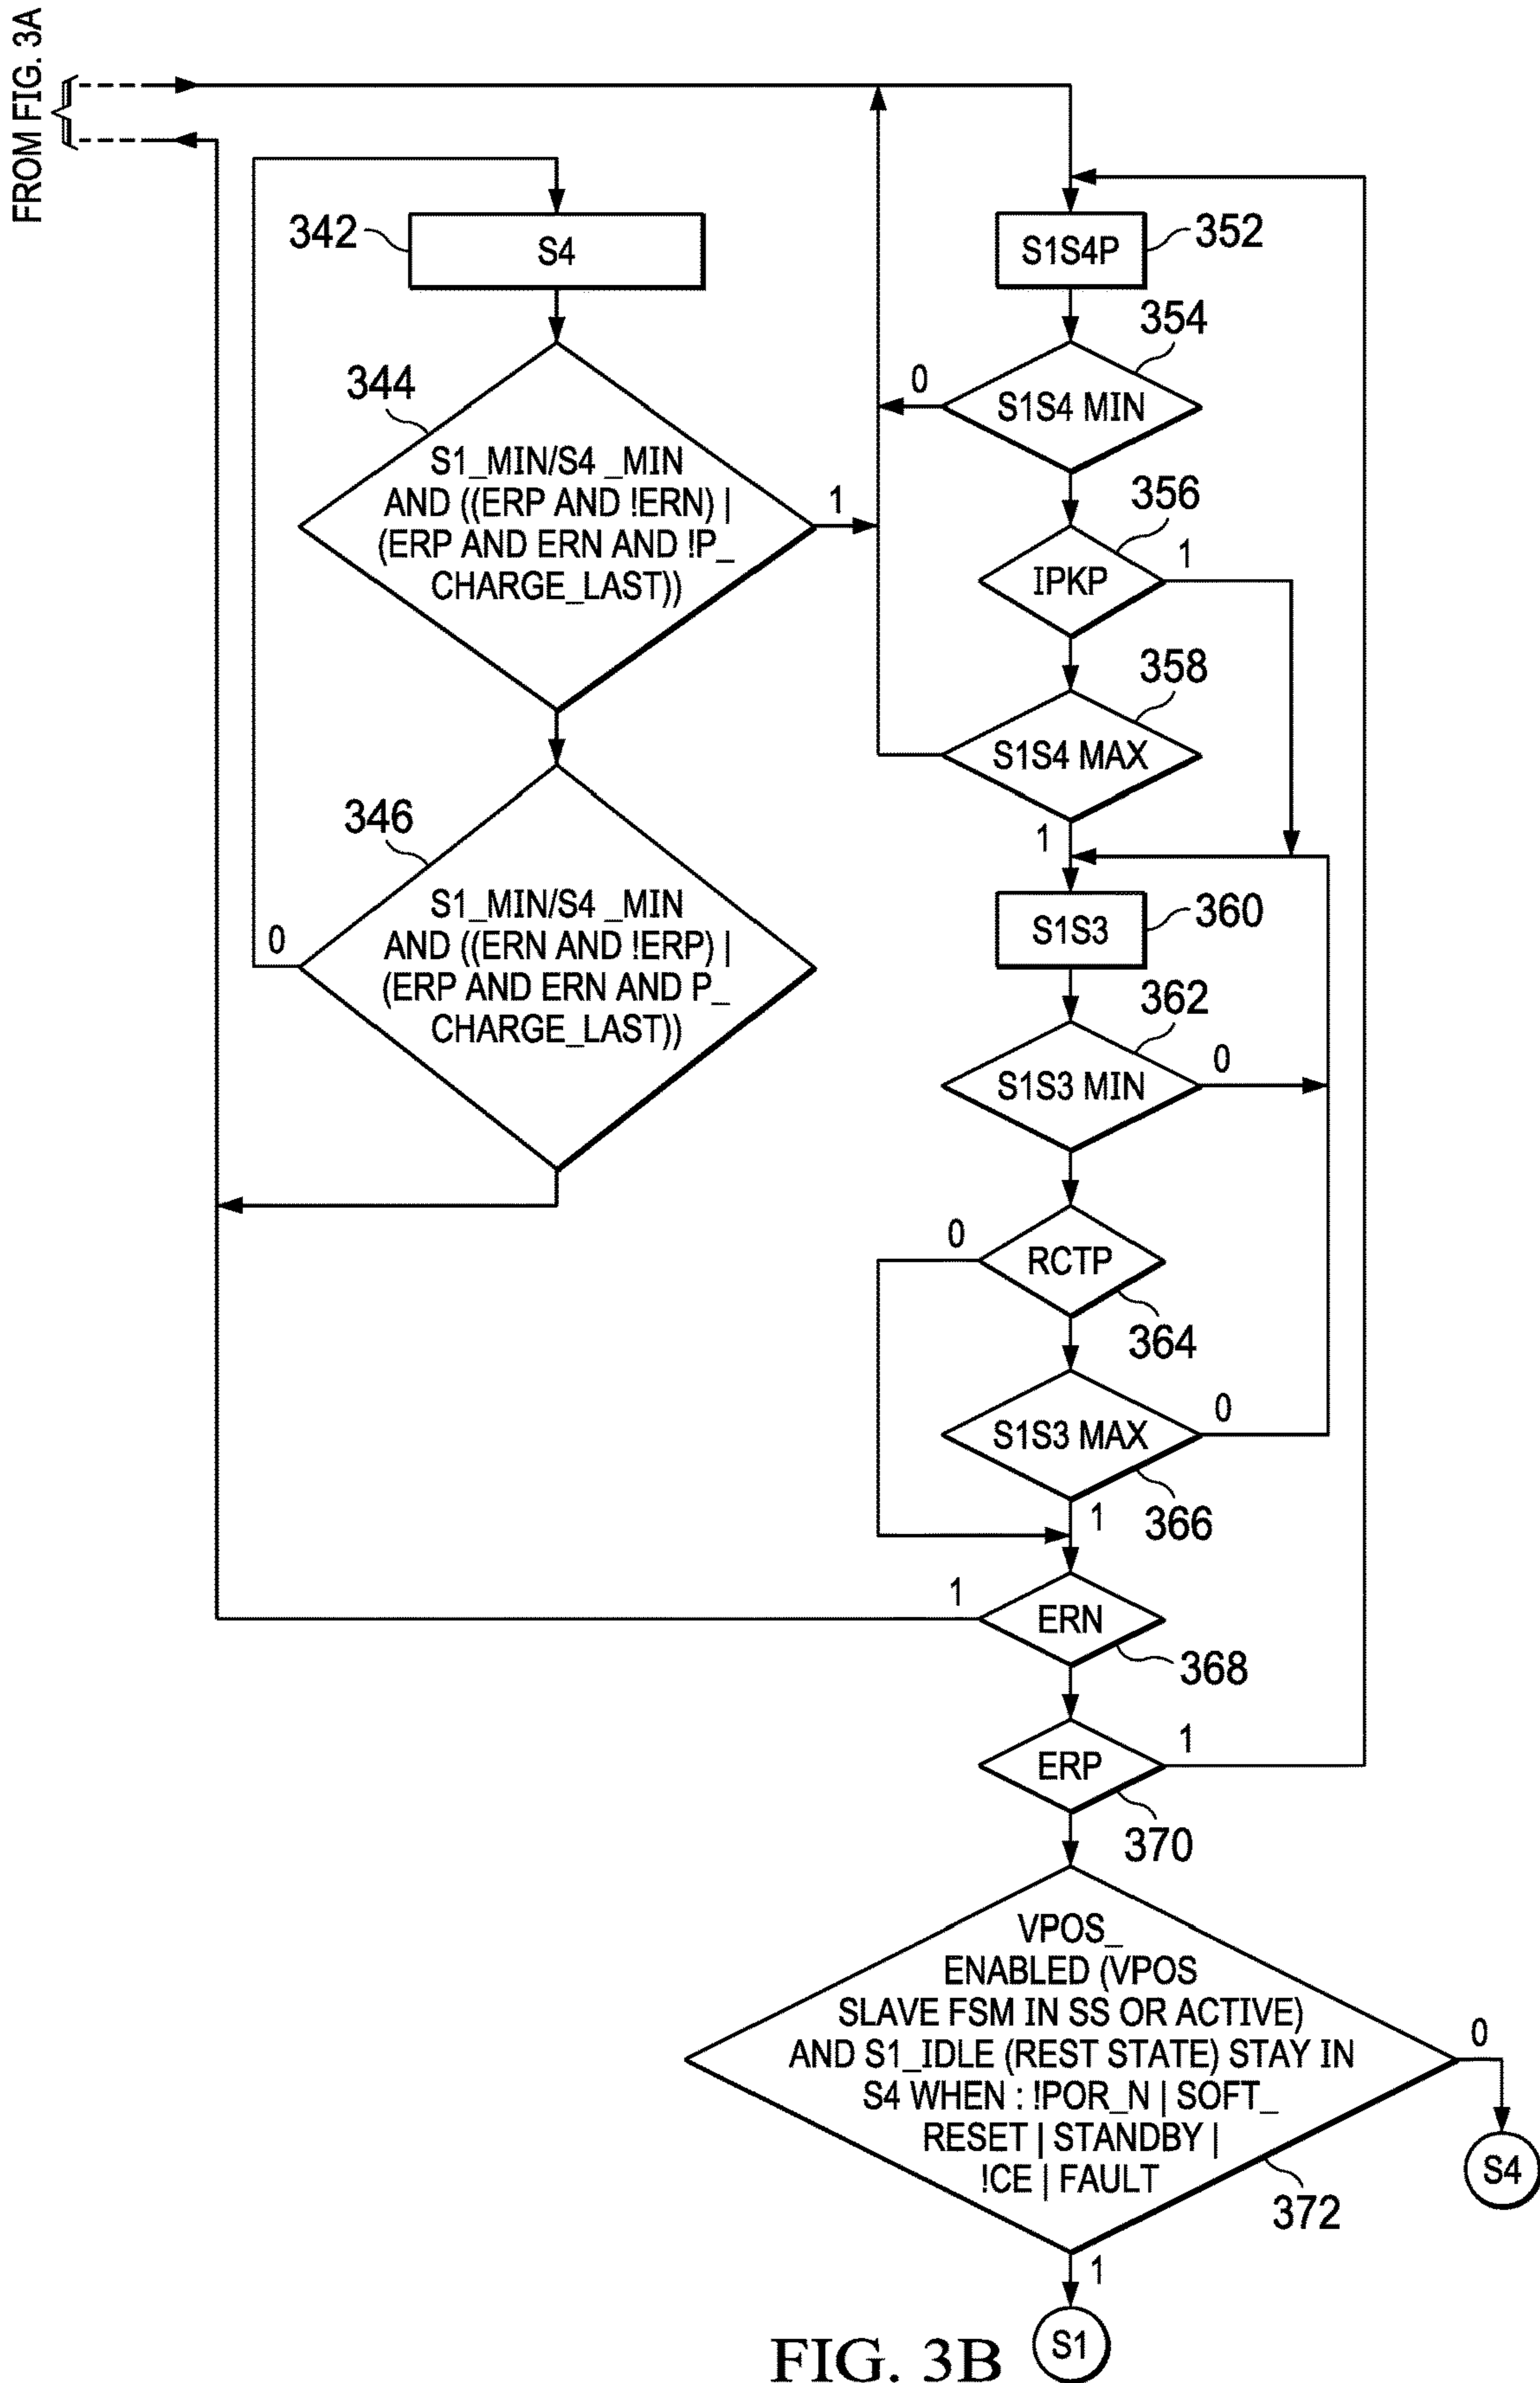 FROM FIG. 3A
342
S4
344
S1_MIN/S4 _MIN
AND ((ERP AND !ERN) |
(ERP AND ERN AND !P_
CHARGE_LAST))
1
346
S1_MIN/S4 _MIN
AND ((ERN AND !ERP) |
(ERP AND ERN AND P_
CHARGE_LAST))
0
S1S4P
352
354
S1S4 MIN
0
356
IPKP
1
358
S1S4 MAX
1
S1S3
360
362
S1S3 MIN
0
RCTP
0
364
S1S3 MAX
0
366
1
ERN
1
368
ERP
1
370
VPOS_
ENABLED (VPOS
SLAVE FSM IN SS OR ACTIVE)
AND S1_IDLE (REST STATE) STAY IN
S4 WHEN : !POR_N | SOFT_
RESET | STANDBY |
!CE | FAULT
0
S4
372
1
S1
FIG. 3B